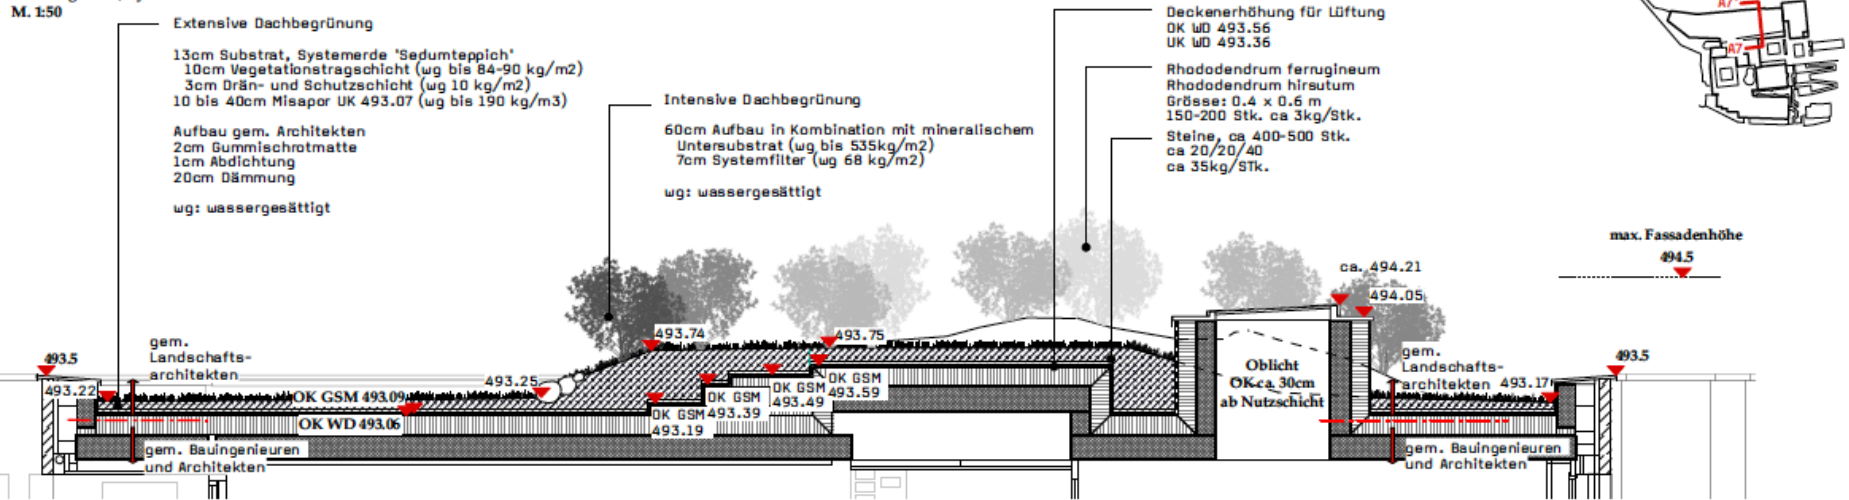 M. 1:50
Extensive Dachbegrünung
13cm Substrat, Systemerde 'Sedumteppich'
10cm Vegetationstragschicht (wg bis 84-90 kg/m2)
3cm Drän- und Schutzschicht (wg 10 kg/m2)
10 bis 40cm Misapor UK 493.07 (wg bis 190 kg/m3)
Aufbau gem. Architekten
2cm Gummischrotmatte
1cm Abdichtung
20cm Dämmung
wg: wassergesättigt
Intensive Dachbegrünung
60cm Aufbau in Kombination mit mineralischem
Untersubstrat (wg bis 535kg/m2)
7cm Systemfilter (wg 68 kg/m2)
wg: wassergesättigt
Deckenerhöhung für Lüftung
OK WD 493.56
UK WD 493.36
Rhododendrum ferrugineum
Rhododendrum hirsutum
Grösse: 0.4 x 0.6 m
150-200 Stk. ca 3kg/Stk.
Steine, ca 400-500 Stk.
ca 20/20/40
ca 35kg/STk.
A7'
A7
max. Fassadenhöhe
494.5
ca. 494.21
494.05
493.5
493.22
gem.
Landschafts-
architekten
493.25
493.74
493.75
OK GSM 493.09
OK WD 493.06
OK GSM
493.19
OK GSM
493.39
OK GSM
493.49
OK GSM
493.59
Oblicht
OK ca. 30cm
ab Nutzschicht
gem.
Landschafts-
architekten
493.17
493.5
gem. Bauingenieuren
und Architekten
gem. Bauingenieuren
und Architekten